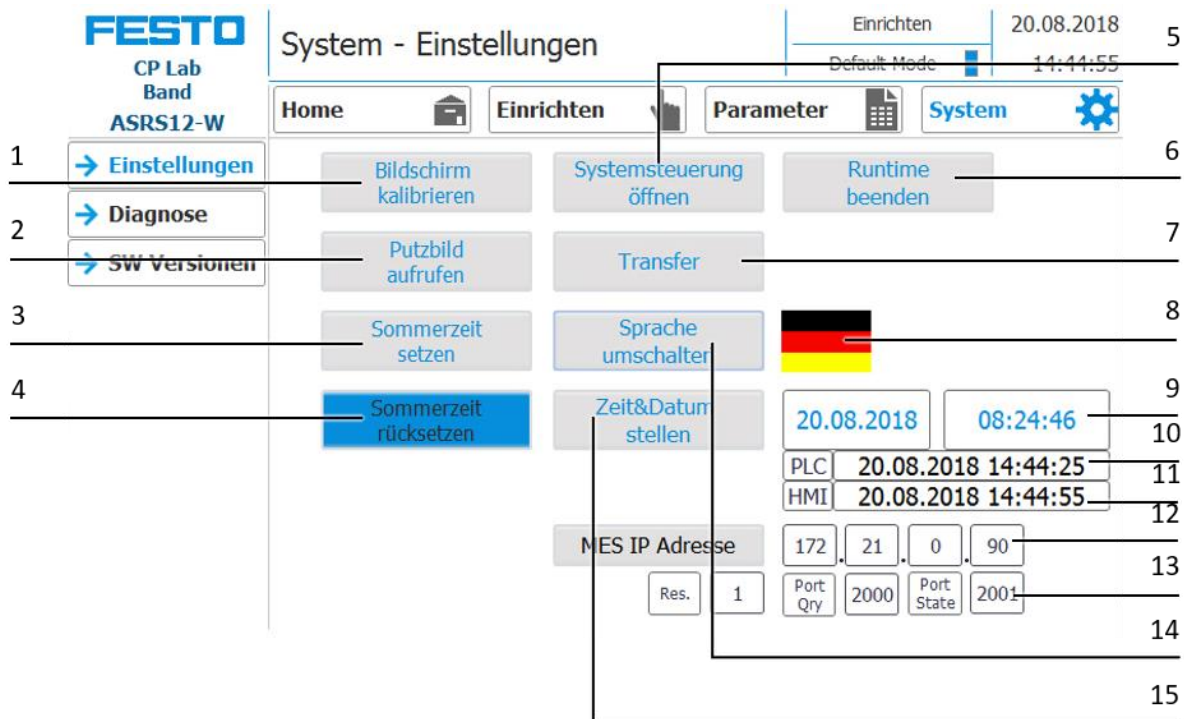 FESTO
CP Lab
Band
ASRS12-W
System - Einstellungen
Einrichten
Default Mode
20.08.2018
14:44:55
Home
Einrichten
Parameter
System
Einstellungen
Diagnose
SW Versionen
Bildschirm
kalibrieren
Systemsteuerung
öffnen
Runtime
beenden
Putzbild
aufrufen
Transfer
Sommerzeit
setzen
Sprache
umschalten
Sommerzeit
rücksetzen
Zeit&Datum
stellen
20.08.2018
08:24:46
PLC 20.08.2018 14:44:25
HMI 20.08.2018 14:44:55
MES IP Adresse 172 . 21 . 0 . 90
Res. 1 Port Qry 2000 Port State 2001
1
2
3
4
5
6
7
8
9
10
11
12
13
14
15